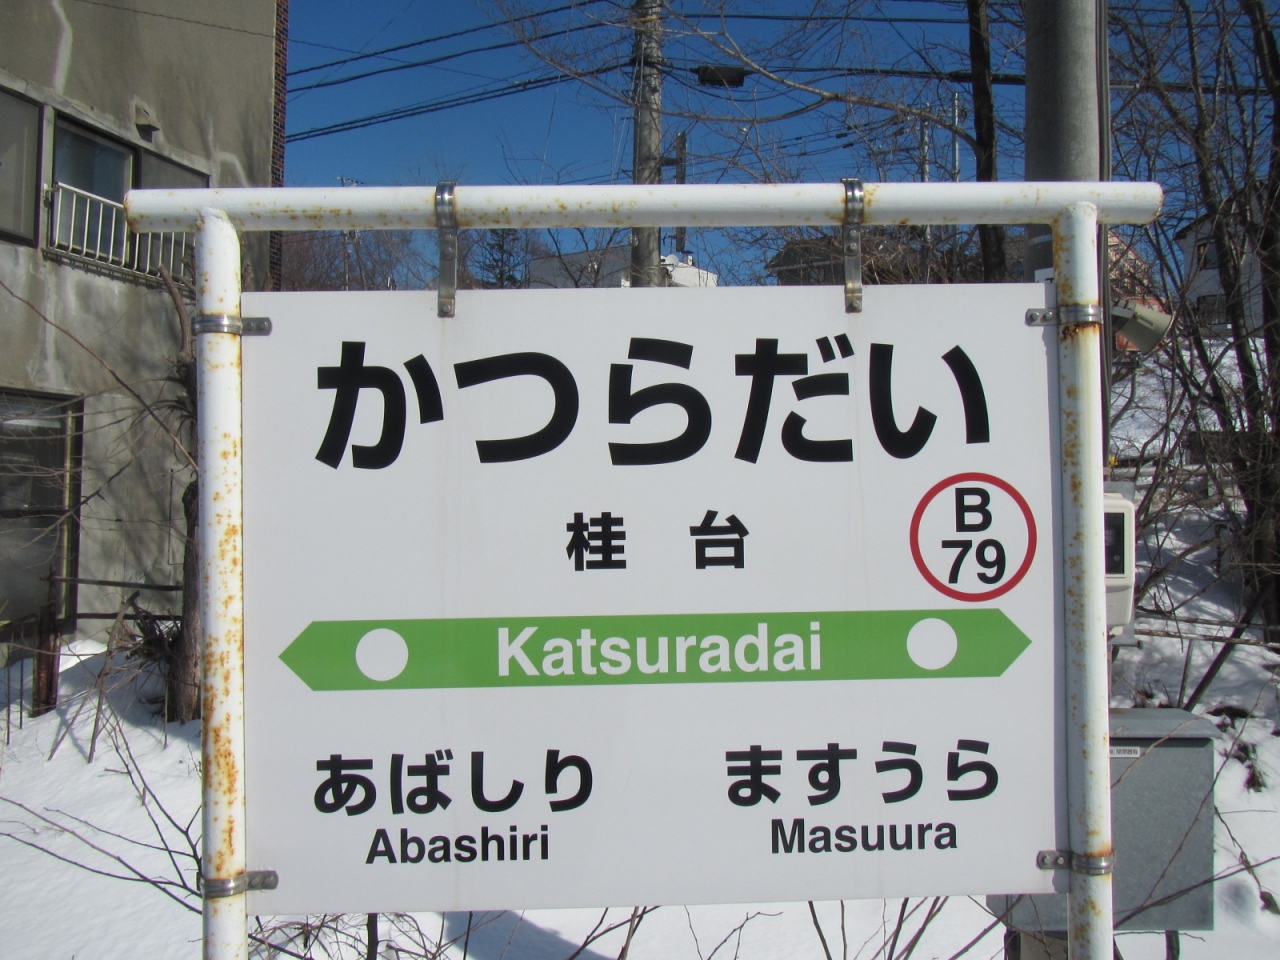 かつらだい
桂台
B
79
Katsuradai
あばしり ますうら
Abashiri Masuura